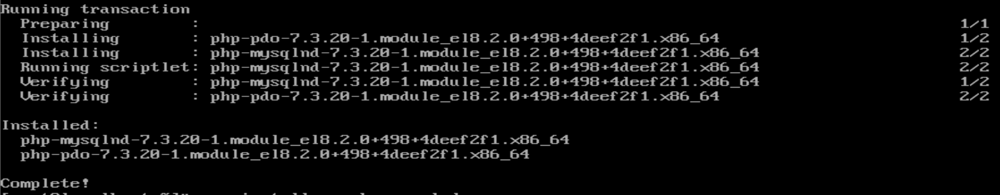 Running transaction
  Preparing        :                                                        1/1
  Installing       : php-pdo-7.3.20-1.module_el8.2.0+498+4deef2f1.x86_64    1/2
  Installing       : php-mysqlnd-7.3.20-1.module_el8.2.0+498+4deef2f1.x86_64    2/2
  Running scriptlet: php-mysqlnd-7.3.20-1.module_el8.2.0+498+4deef2f1.x86_64    2/2
  Verifying        : php-mysqlnd-7.3.20-1.module_el8.2.0+498+4deef2f1.x86_64    1/2
  Verifying        : php-pdo-7.3.20-1.module_el8.2.0+498+4deef2f1.x86_64    2/2
Installed:
  php-mysqlnd-7.3.20-1.module_el8.2.0+498+4deef2f1.x86_64
  php-pdo-7.3.20-1.module_el8.2.0+498+4deef2f1.x86_64
Complete!